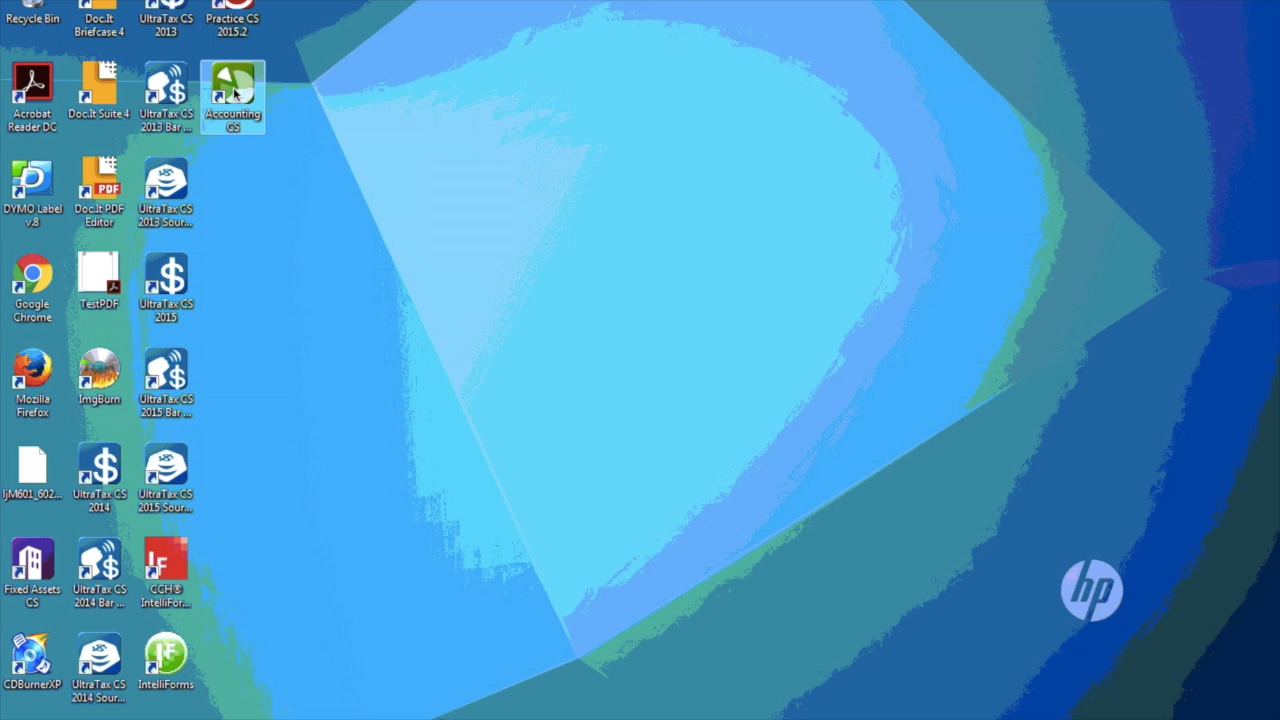 Recycle Bin
Doc.It
Briefcase 4
UltraTax CS
2013
Practice CS
2015.2
Acrobat
Reader DC
Doc.It Suite 4
UltraTax CS
2013 Bar ...
Accounting
CS
DYMO Label
v.8
PDF
Doc.It PDF
Editor
UltraTax CS
2013 Sour...
Google
Chrome
TestPDF
UltraTax CS
2015
Mozilla
Firefox
ImgBurn
UltraTax CS
2015 Bar ...
UltraTax CS
2014
UltraTax CS
2015 Sour...
Fixed Assets
CS
UltraTax CS
2014 Bar ...
IF
CCH®
IntelliFor...
CDBurnerXP
UltraTax CS
2014 Sour...
IF
IntelliForms
hp